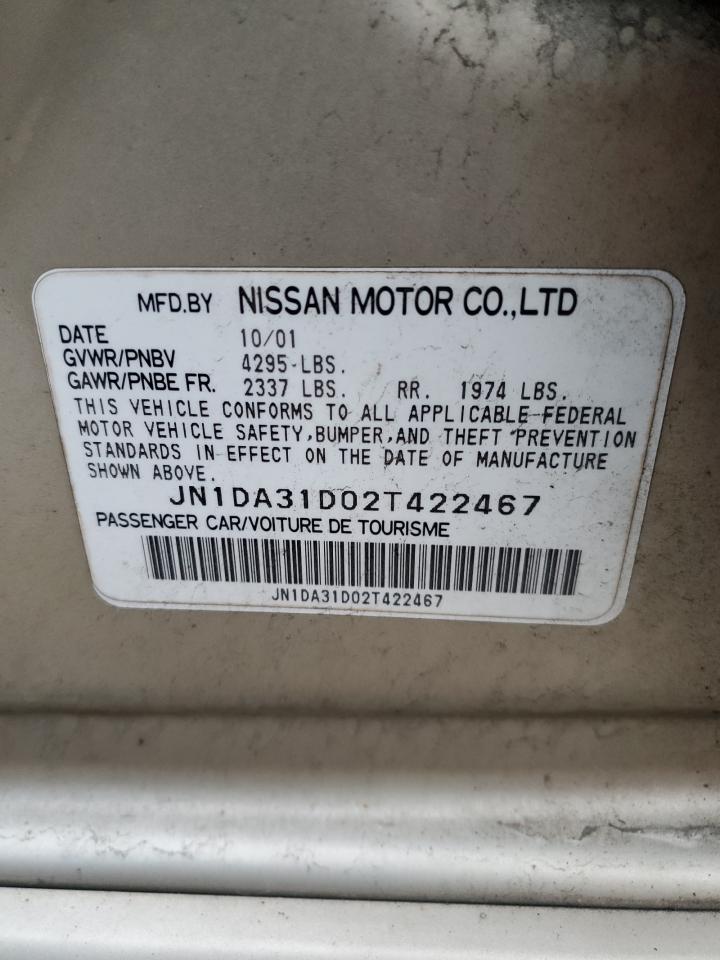 MFD.BY NISSAN MOTOR CO.,LTD
DATE 10/01
GVWR/PNBV 4295 LBS.
GAWR/PNBE FR. 2337 LBS. RR. 1974 LBS.
THIS VEHICLE CONFORMS TO ALL APPLICABLE FEDERAL
MOTOR VEHICLE SAFETY,BUMPER,AND THEFT PREVENTION
STANDARDS IN EFFECT ON THE DATE OF MANUFACTURE
SHOWN ABOVE.
JN1DA31D02T422467
PASSENGER CAR/VOITURE DE TOURISME
JN1DA31D02T422467